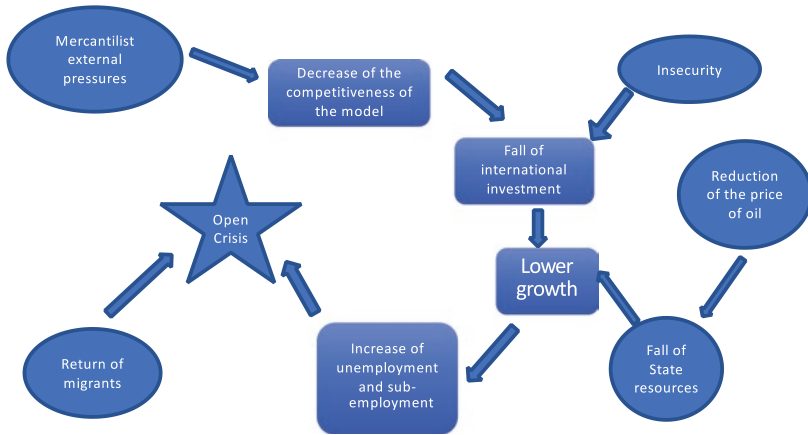 Mercantilist
external
pressures
Decrease of the
competitiveness of
the model
Insecurity
Fall of
international
investment
Reduction
of the price
of oil
Open
Crisis
Lower
growth
Return of
migrants
Increase of
unemployment
and sub-
employment
Fall of
State
resources